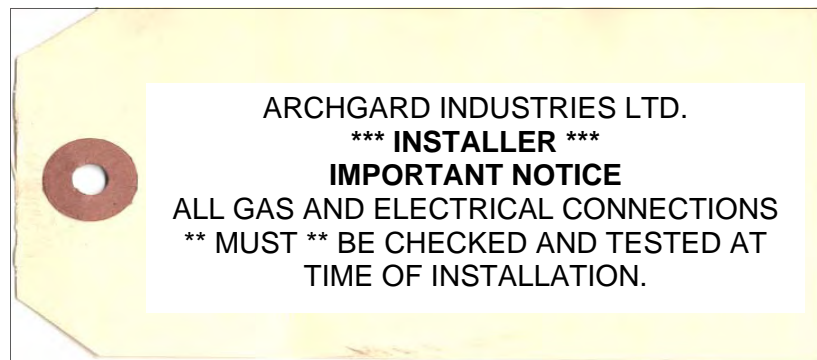 ARCHGARD INDUSTRIES LTD.
*** INSTALLER ***
IMPORTANT NOTICE
ALL GAS AND ELECTRICAL CONNECTIONS
** MUST ** BE CHECKED AND TESTED AT
TIME OF INSTALLATION.